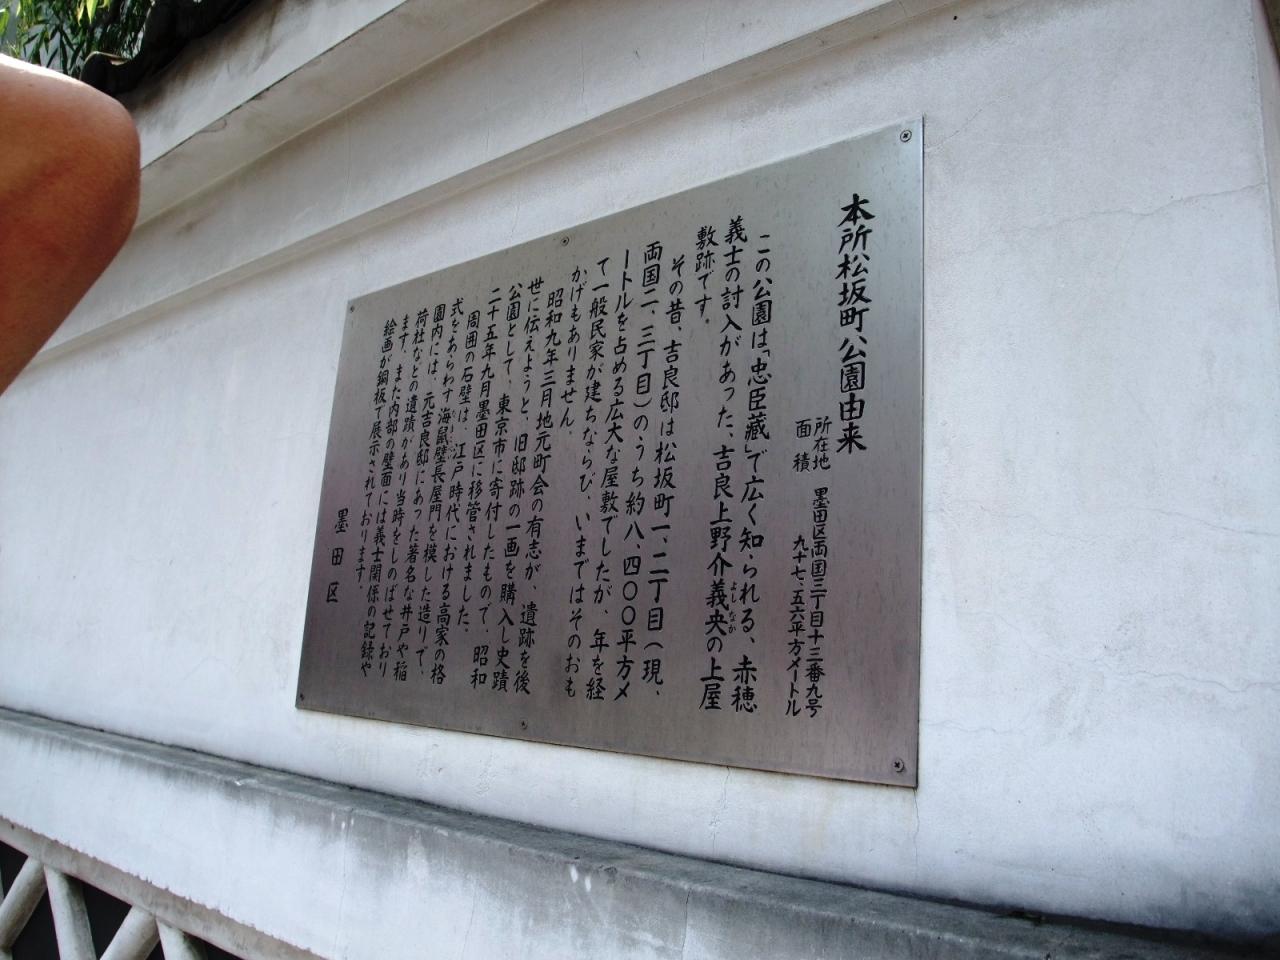 本所松坂町公園由来
所在地 墨田区両国三丁目十三番九号
面積 九十七、五六平方メートル
この公園は「忠臣蔵」で広く知られる、赤穂
義士の討入があった、吉良上野介義央の上屋
よしなか
敷跡です。
その昔、吉良邸は松坂町一、二丁目(現、
両国二、三丁目)のうち約八、四〇〇平方メ
ートルを占める広大な屋敷でしたが、年を経
て一般民家が建ちならび、いまではそのおも
かげもありません。
昭和九年三月地元町会の有志が、遺跡を後
世に伝えようと、旧邸跡の一画を購入し史蹟
公園として、東京市に寄付したもので、昭和
二十五年九月墨田区に移管されました。
周囲の石壁は、江戸時代における高家の格
式をあらわす海鼠壁長屋門を模した造りで、
園内には、元吉良邸にあった著名な井戸や稲
荷社などの遺蹟があり当時をしのばせており
ます、また内部の壁面には義士関係の記録や
絵画が銅板で展示されております。
墨田区